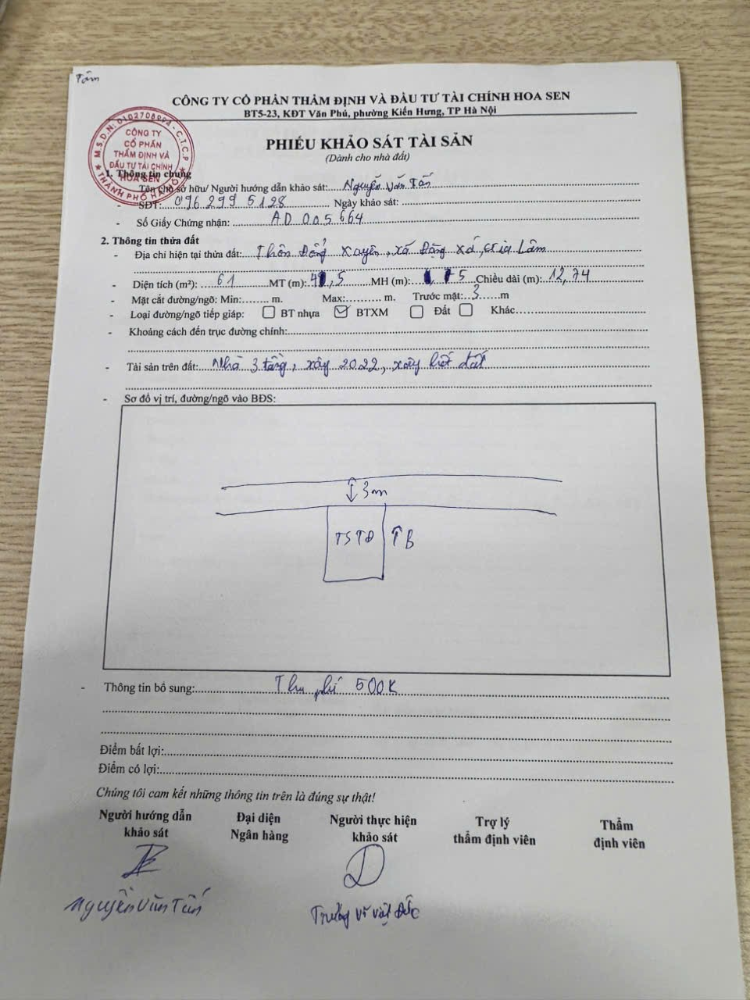 Tâm
CÔNG TY CỔ PHẦN THẨM ĐỊNH VÀ ĐẦU TƯ TÀI CHÍNH HOA SEN
BT5-23, KĐT Văn Phú, phường Kiến Hưng, TP Hà Nội
M.S.D.N: 0102708994 - C.T.C.P
CÔNG TY
CỔ PHẦN
THẨM ĐỊNH VÀ
ĐẦU TƯ TÀI CHÍNH
HOA SEN
THÀNH PHỐ HÀ NỘI
PHIẾU KHẢO SÁT TÀI SẢN
(Dành cho nhà đất)
1. Thông tin chung
Tên chủ sở hữu/ Người hướng dẫn khảo sát: Nguyễn Văn Tấn
- SĐT: 096 299 5128 Ngày khảo sát:
- Số Giấy Chứng nhận: AD 005664
2. Thông tin thửa đất
- Địa chỉ hiện tại thửa đất: Thôn Đổng Xuyên, xã Đặng Xá, Gia Lâm
- Diện tích (m²): 61 MT (m): 4,5 MH (m): 5 Chiều dài (m): 12,74
- Mặt cắt đường/ngõ: Min: m. Max: m. Trước mặt: 3 m
- Loại đường/ngõ tiếp giáp: BT nhựa BTXM Đất Khác
- Khoảng cách đến trục đường chính:
- Tài sản trên đất: Nhà 3 tầng, xây 2022, xây hết đất
- Sơ đồ vị trí, đường/ngõ vào BĐS:
3m
TSTĐ ↑B
- Thông tin bổ sung: Thu phí 500K
Điểm bất lợi:
Điểm có lợi:
Chúng tôi cam kết những thông tin trên là đúng sự thật!
Người hướng dẫn khảo sát
Đại diện Ngân hàng
Người thực hiện khảo sát
Trợ lý thẩm định viên
Thẩm định viên
Nguyễn Văn Tấn
Trương Vĩ Đức